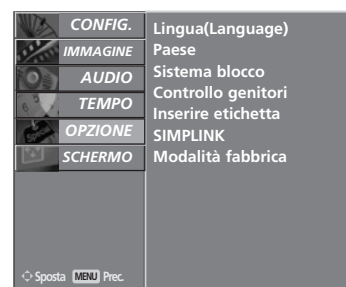 CONFIG.
IMMAGINE
AUDIO
TEMPO
OPZIONE
SCHERMO
Lingua(Language)
Paese
Sistema blocco
Controllo genitori
Inserire etichetta
SIMPLINK
Modalità fabbrica
Sposta MENU Prec.